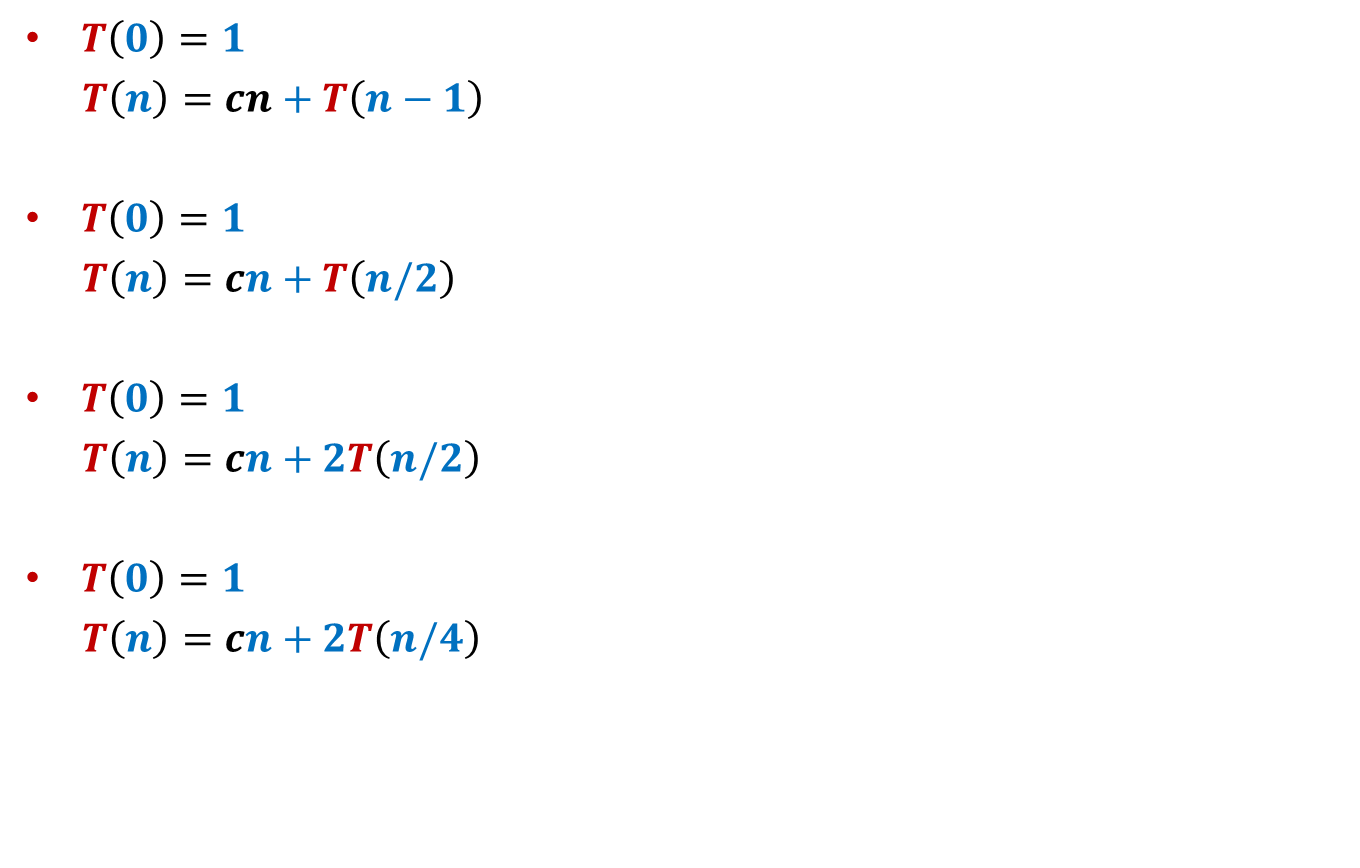 • T(0) = 1
T(n) = cn + T(n − 1)
• T(0) = 1
T(n) = cn + T(n/2)
• T(0) = 1
T(n) = cn + 2T(n/2)
• T(0) = 1
T(n) = cn + 2T(n/4)